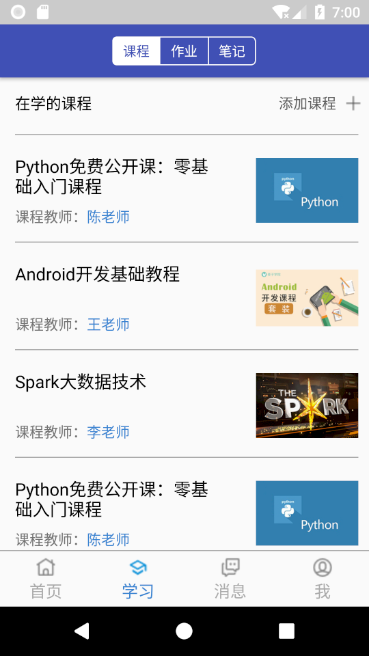 7:00
课程 作业 笔记
在学的课程 添加课程
Python免费公开课：零基
础入门课程
课程教师：陈老师
Python
Android开发基础教程
课程教师：王老师
Android
开发课程
套装
Spark大数据技术
课程教师：李老师
THE
SPARK
Python免费公开课：零基
础入门课程
课程教师：陈老师
Python
首页 学习 消息 我